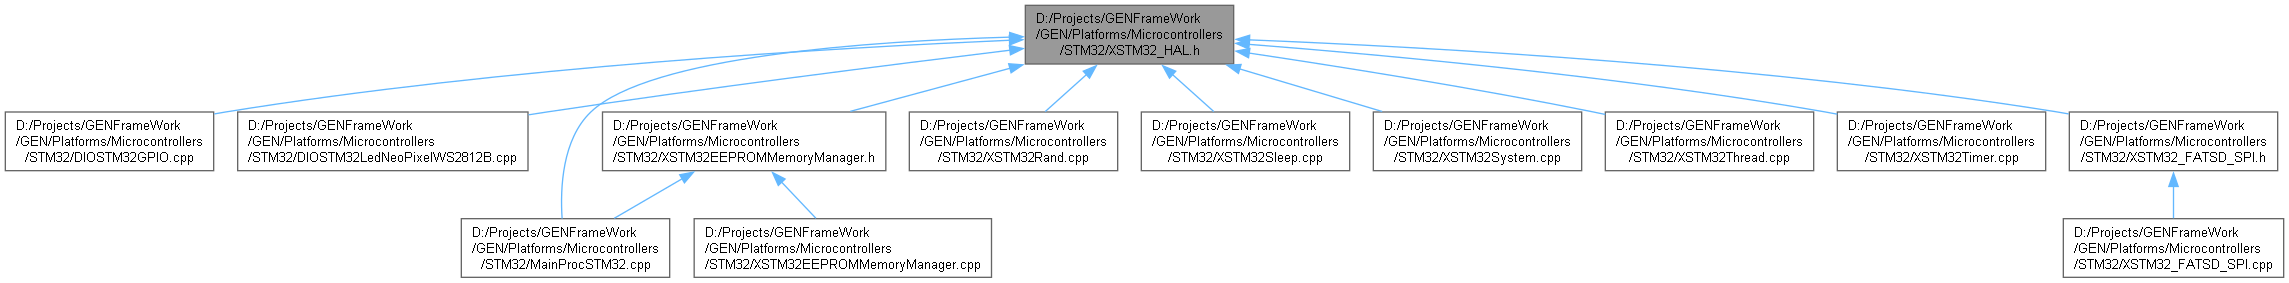 D:/Projects/GENFrameWork
/GEN/Platforms/Microcontrollers
/STM32/XSTM32_HAL.h
D:/Projects/GENFrameWork
/GEN/Platforms/Microcontrollers
/STM32/DIOSTM32GPIO.cpp
D:/Projects/GENFrameWork
/GEN/Platforms/Microcontrollers
/STM32/DIOSTM32LedNeoPixelWS2812B.cpp
D:/Projects/GENFrameWork
/GEN/Platforms/Microcontrollers
/STM32/XSTM32EEPROMMemoryManager.h
D:/Projects/GENFrameWork
/GEN/Platforms/Microcontrollers
/STM32/XSTM32Rand.cpp
D:/Projects/GENFrameWork
/GEN/Platforms/Microcontrollers
/STM32/XSTM32Sleep.cpp
D:/Projects/GENFrameWork
/GEN/Platforms/Microcontrollers
/STM32/XSTM32System.cpp
D:/Projects/GENFrameWork
/GEN/Platforms/Microcontrollers
/STM32/XSTM32Thread.cpp
D:/Projects/GENFrameWork
/GEN/Platforms/Microcontrollers
/STM32/XSTM32Timer.cpp
D:/Projects/GENFrameWork
/GEN/Platforms/Microcontrollers
/STM32/XSTM32_FATSD_SPI.h
D:/Projects/GENFrameWork
/GEN/Platforms/Microcontrollers
/STM32/MainProcSTM32.cpp
D:/Projects/GENFrameWork
/GEN/Platforms/Microcontrollers
/STM32/XSTM32EEPROMMemoryManager.cpp
D:/Projects/GENFrameWork
/GEN/Platforms/Microcontrollers
/STM32/XSTM32_FATSD_SPI.cpp